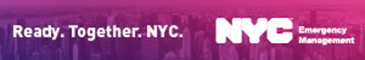 Ready. Together. NYC.
NYC
Emergency
Management